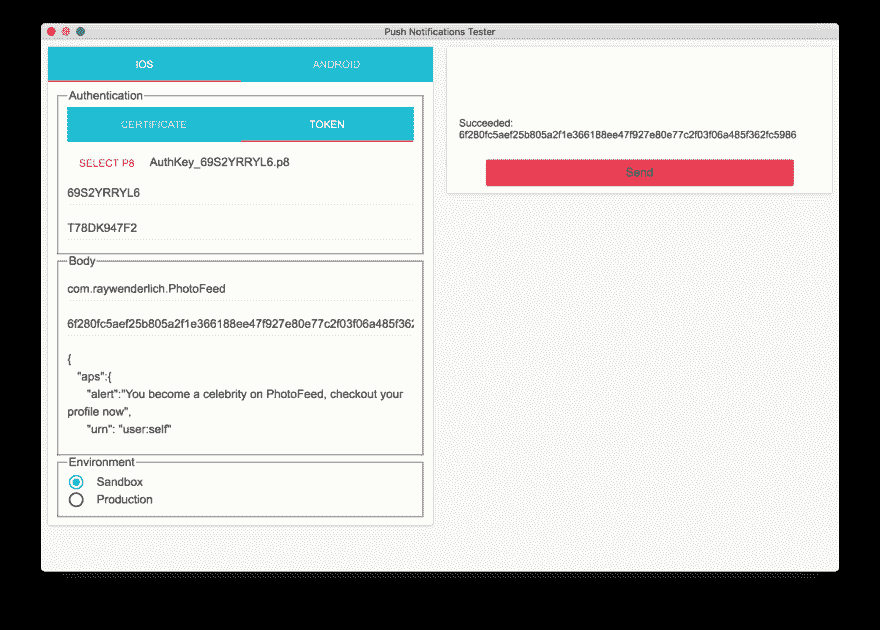 Push Notifications Tester
IOS
ANDROID
Authentication
CERTIFICATE
TOKEN
SELECT P8
AuthKey_69S2YRRYL6.p8
69S2YRRYL6
T78DK947F2
Body
com.raywenderlich.PhotoFeed
6f280fc5aef25b805a2f1e366188ee47f927e80e77c2f03f06a485f362
{
"aps":{
"alert":"You become a celebrity on PhotoFeed, checkout your
profile now",
"urn": "user:self"
Environment
Sandbox
Production
Succeeded:
6f280fc5aef25b805a2f1e366188ee47f927e80e77c2f03f06a485f362fc5986
Send